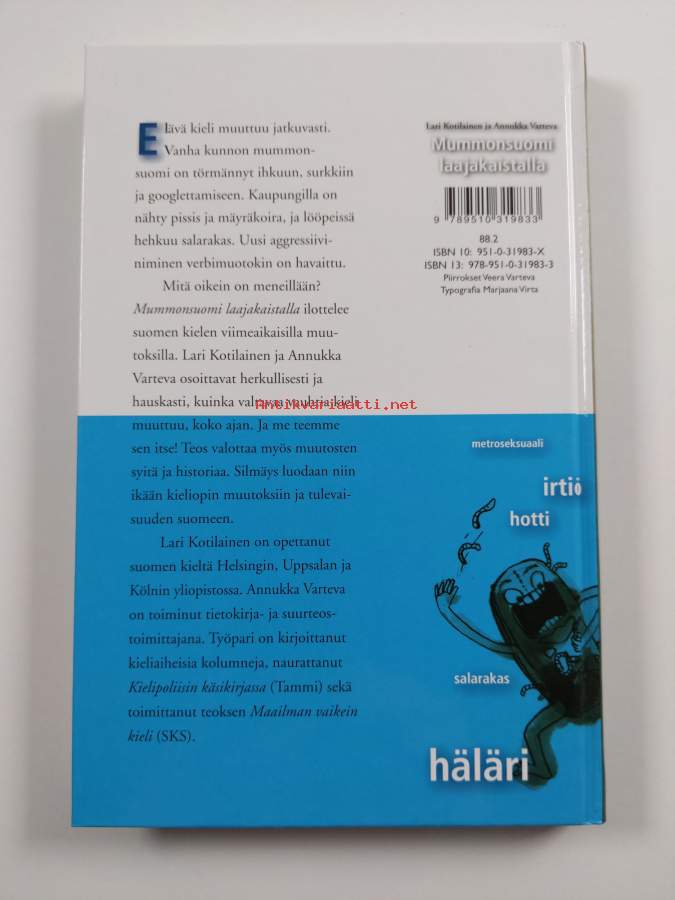 Elävä kieli muuttuu jatkuvasti.
Vanha kunnon mummon-
suomi on törmännyt ihkuun, surkkiin
ja googlettamiseen. Kaupungilla on
nähty pissis ja mäyräkoira, ja lööpeissä
hehkuu salarakas. Uusi aggressiivi-
niminen verbimuotokin on havaittu.
Mitä oikein on meneillään?
Mummonsuomi laajakaistalla ilottelee
suomen kielen viimeaikaisilla muu-
toksilla. Lari Kotilainen ja Annukka
Varteva osoittavat herkullisesti ja
hauskasti, kuinka valtavaa vauhtia kieli
muuttuu, koko ajan. Ja me teemme
sen itse! Teos valottaa myös muutosten
syitä ja historiaa. Silmäys luodaan niin
ikään kieliopin muutoksiin ja tulevai-
suuden suomeen.
Lari Kotilainen on opettanut
suomen kieltä Helsingin, Uppsalan ja
Kölnin yliopistossa. Annukka Varteva
on toiminut tietokirja- ja suurteos-
toimittajana. Työpari on kirjoittanut
kieliaiheisia kolumneja, naurattanut
Kielipoliisin käsikirjassa (Tammi) sekä
toimittanut teoksen Maailman vaikein
kieli (SKS).
Lari Kotilainen ja Annukka Varteva
Mummonsuomi
laajakaistalla
9 789510 319833
88.2
ISBN 10: 951-0-31983-X
ISBN 13: 978-951-0-31983-3
Piirrokset Veera Varteva
Typografia Marjaana Virta
Antikvariaatti.net
metroseksuaali
irtiö
hotti
salarakas
häläri